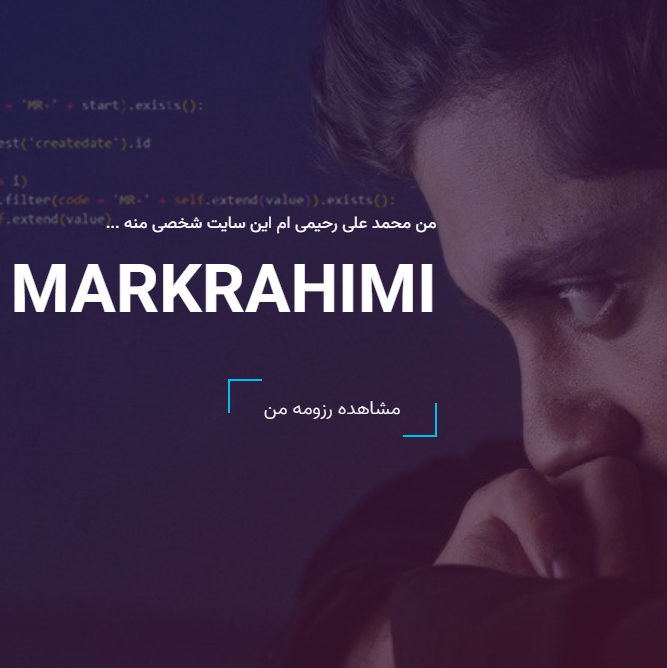 = 'MR-' + start).exists():
est('createdate').id
+ 1)
.filter(code = 'MR-' + self.extend(value)).exists():
f.extend(value)
من محمد علی رحیمی ام این سایت شخصی منه ...
MARKRAHIMI
مشاهده رزومه من